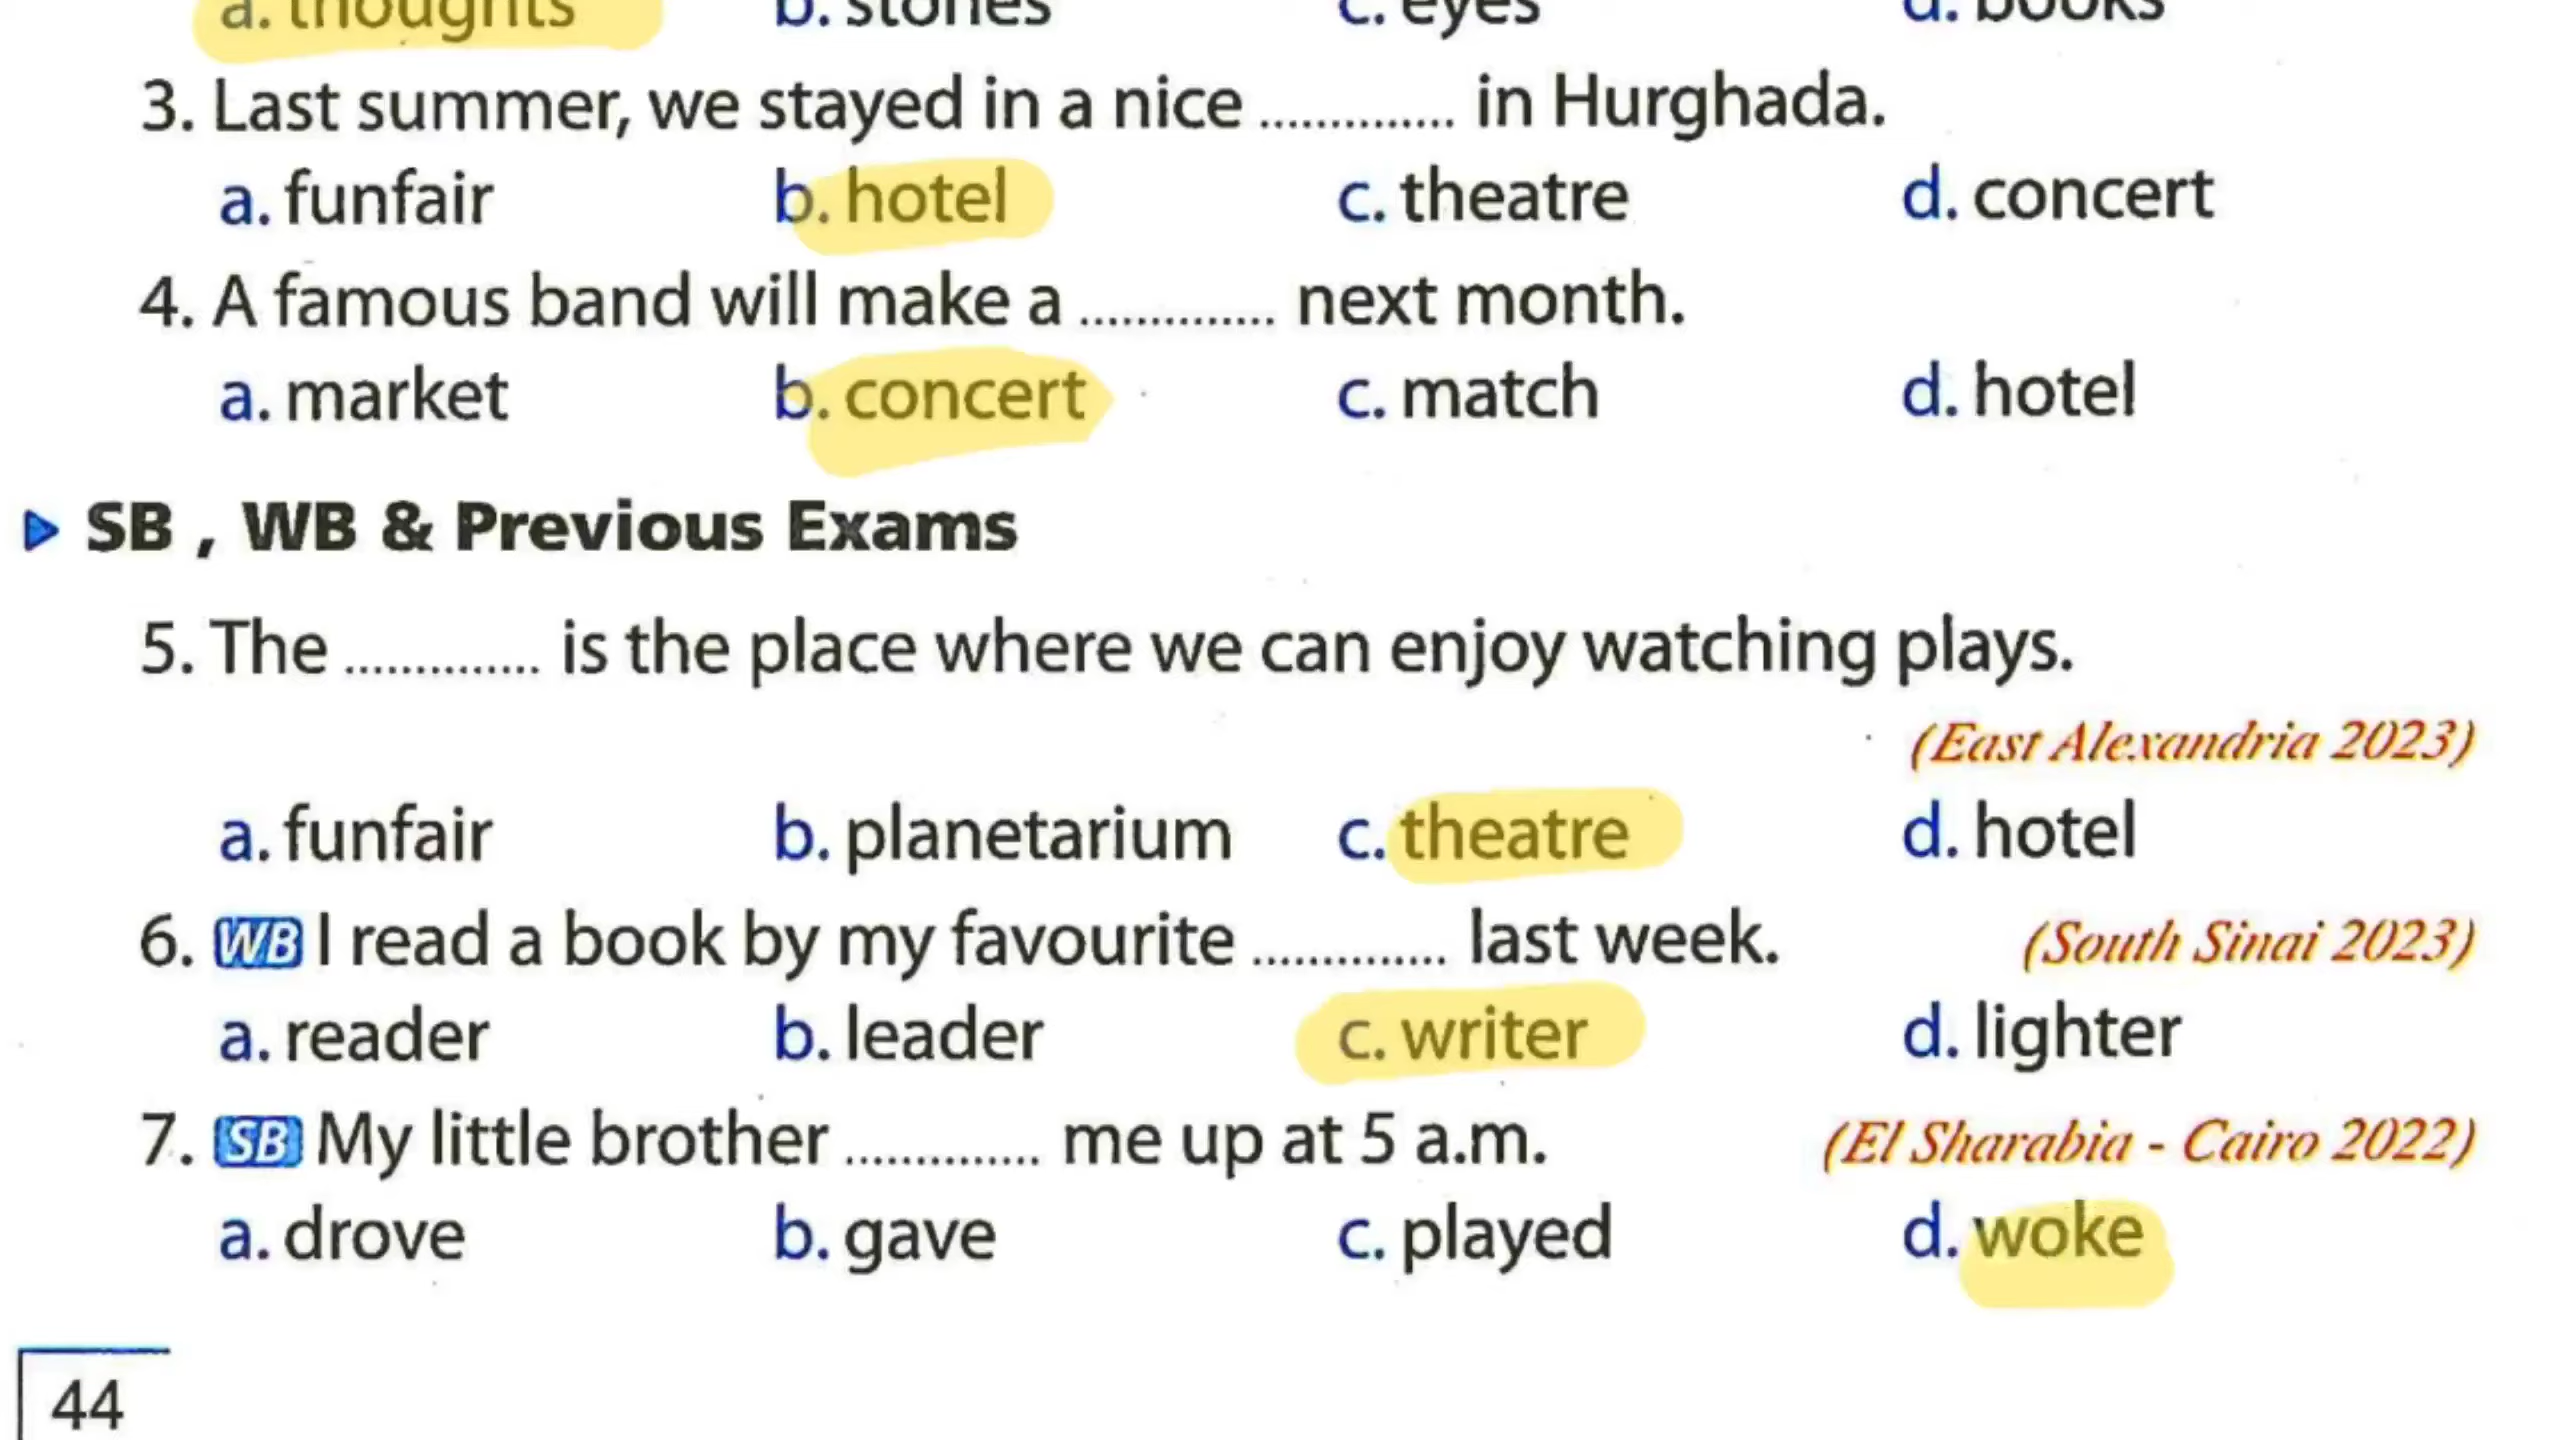 a. thoughts b. stories c. eyes d. books
3. Last summer, we stayed in a nice .............. in Hurghada.
a. funfair b. hotel c. theatre d. concert
4. A famous band will make a .............. next month.
a. market b. concert c. match d. hotel
▶ SB , WB & Previous Exams
5. The .............. is the place where we can enjoy watching plays.
(East Alexandria 2023)
a. funfair b. planetarium c. theatre d. hotel
6. WB I read a book by my favourite .............. last week. (South Sinai 2023)
a. reader b. leader c. writer d. lighter
7. SB My little brother .............. me up at 5 a.m. (El Sharabia - Cairo 2022)
a. drove b. gave c. played d. woke
44